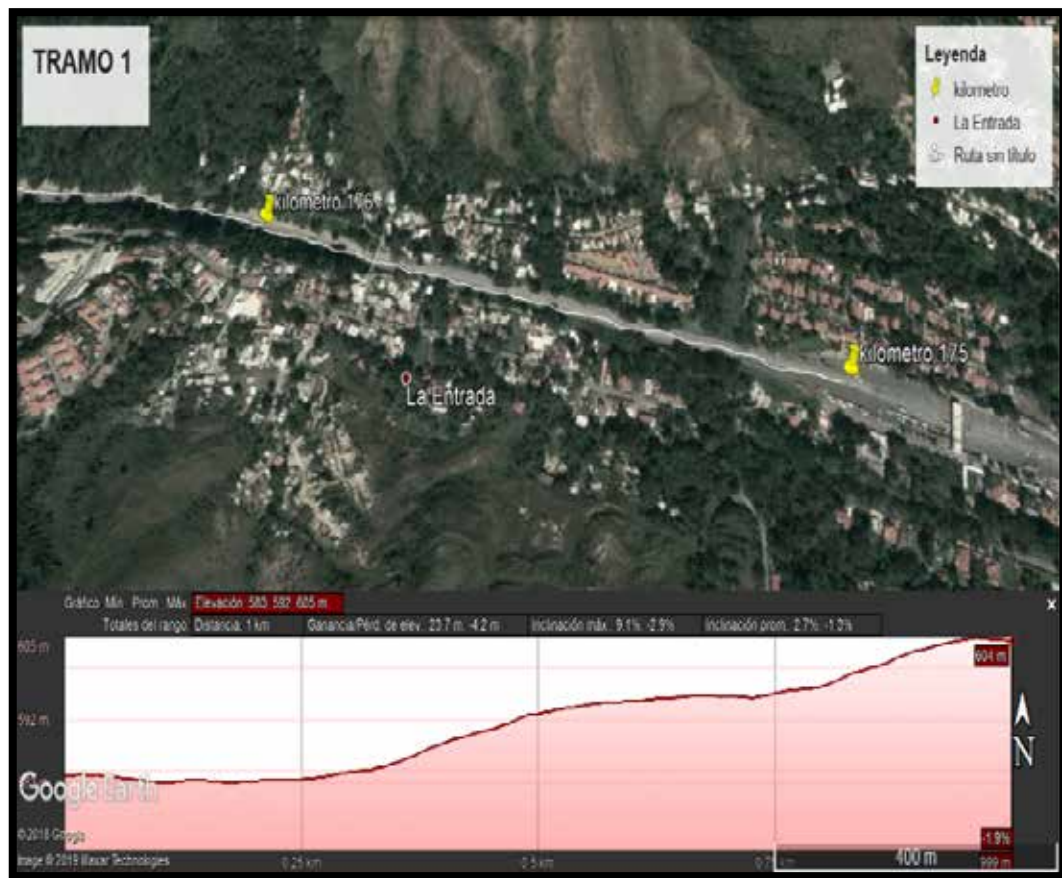 TRAMO 1
Leyenda
kilometro
La Entrada
Ruta sin título
kilometro 176
kilometro 175
La Entrada
Gráfico Mín. Prom. Máx. Elevación 580 592 605 m
Totales del rango Distancia: 1 km Ganancia/Pérd. de elev.: 23.7 m. -4.2 m Inclinación máx.: 9.1% -2.9% Inclinación prom.: 2.7%
605 m
604 m
592 m
N
Google Earth
© 2018 Google
-1.9%
Image © 2019 Maxar Technologies
0.25 km
0.5 km
400 m
999 m